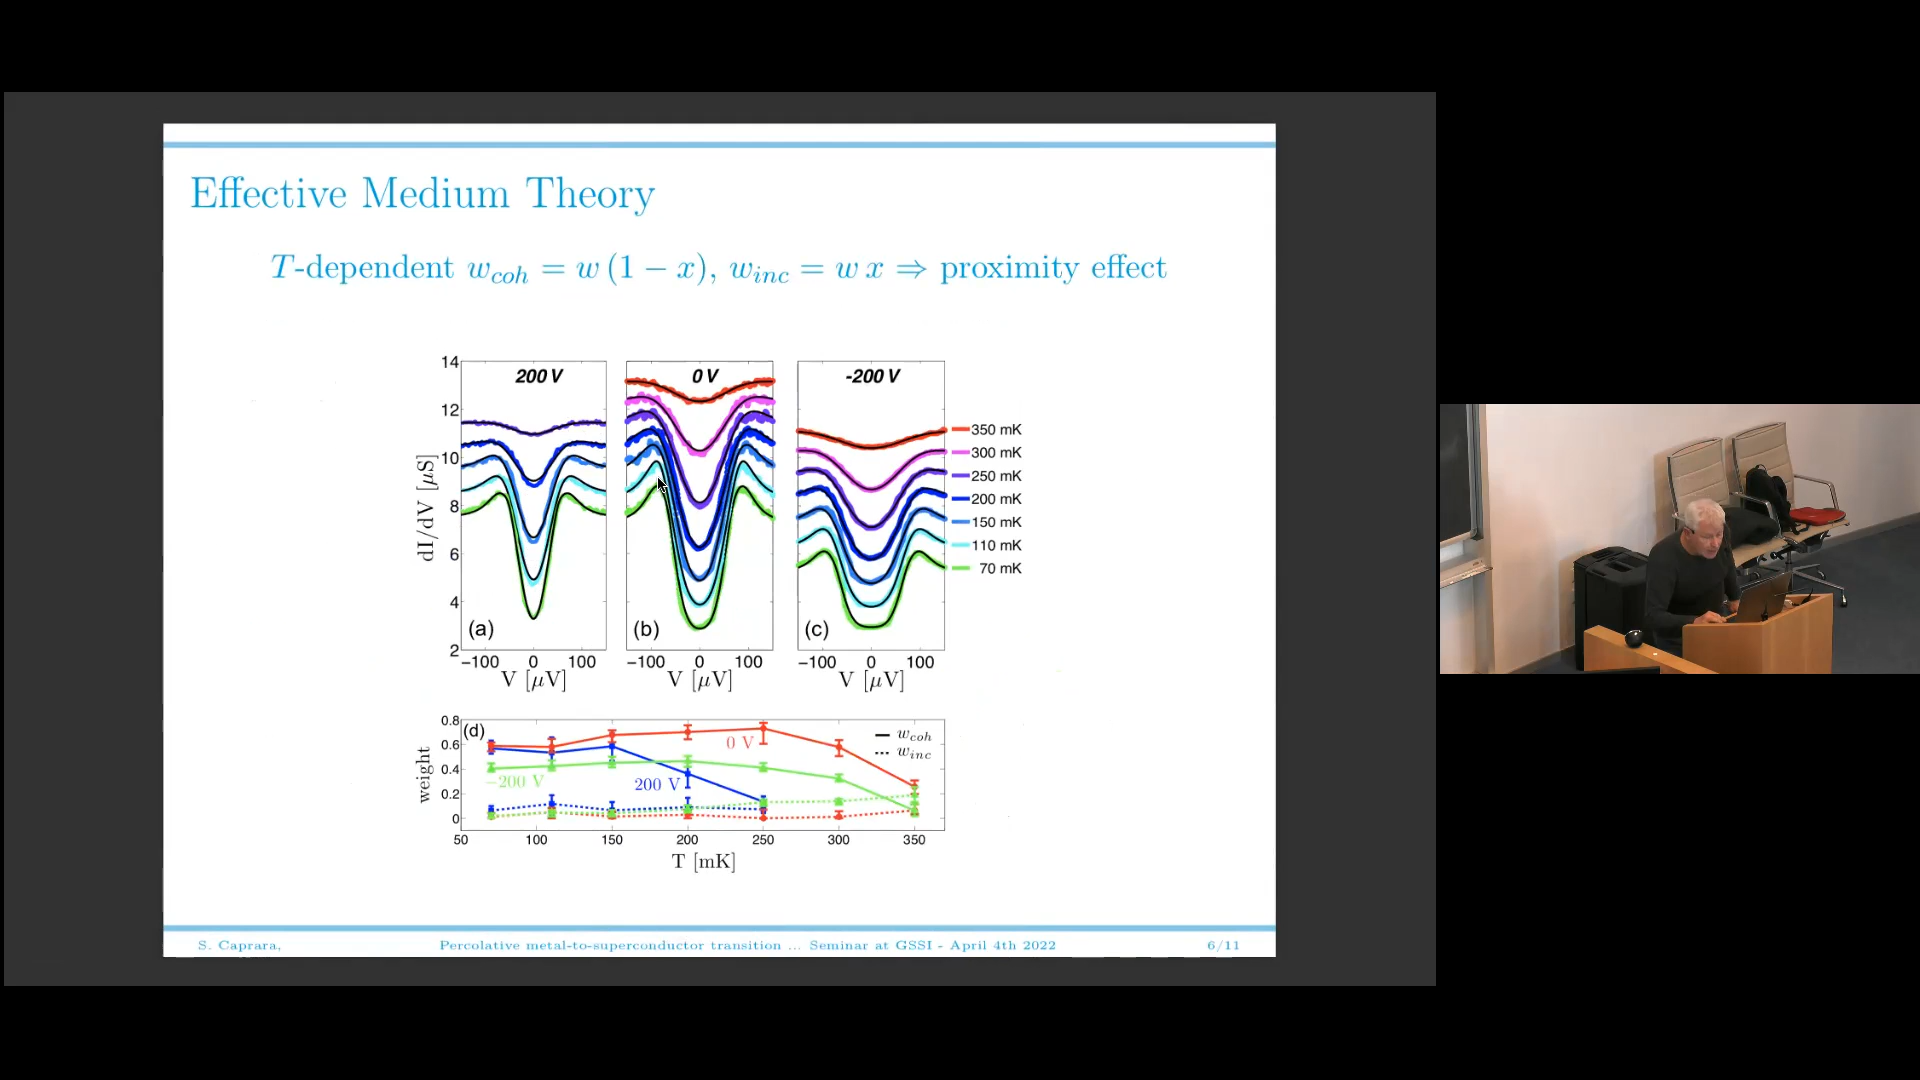 Effective Medium Theory
T-dependent w_coh = w (1 − x), w_inc = w x ⇒ proximity effect
14
12
10
8
6
4
2
dI/dV [μS]
200 V
0 V
-200 V
(a)
(b)
(c)
350 mK
300 mK
250 mK
200 mK
150 mK
110 mK
70 mK
−100 0 100
−100 0 100
−100 0 100
V [μV]
V [μV]
V [μV]
0.8
0.6
0.4
0.2
0
weight
(d)
0 V
−200 V
200 V
w_coh
w_inc
50 100 150 200 250 300 350
T [mK]
S. Caprara, Percolative metal-to-superconductor transition ... Seminar at GSSI - April 4th 2022 6/11